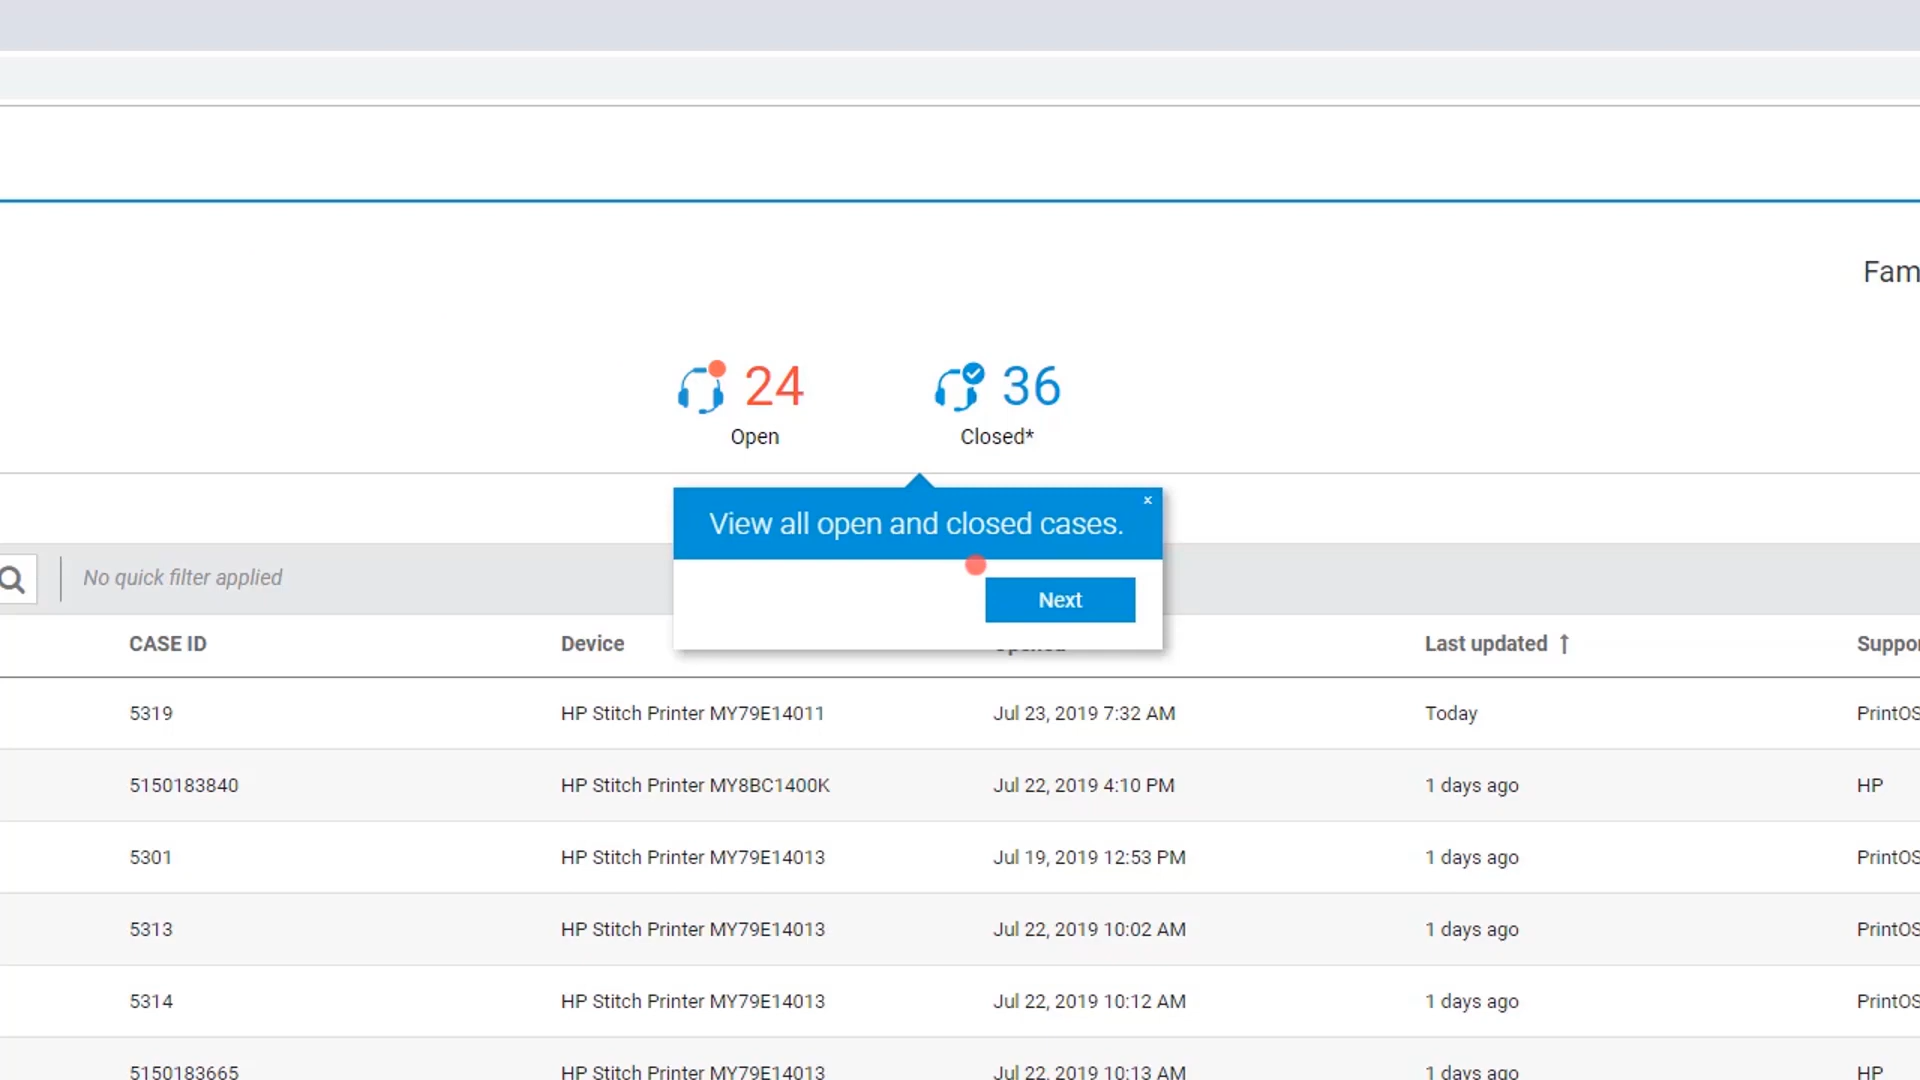 Fam
24
Open
36
Closed*
View all open and closed cases.
×
No quick filter applied
Next
CASE ID Device Last updated ↑ Suppor
5319 HP Stitch Printer MY79E14011 Jul 23, 2019 7:32 AM Today PrintOS
5150183840 HP Stitch Printer MY8BC1400K Jul 22, 2019 4:10 PM 1 days ago HP
5301 HP Stitch Printer MY79E14013 Jul 19, 2019 12:53 PM 1 days ago PrintOS
5313 HP Stitch Printer MY79E14013 Jul 22, 2019 10:02 AM 1 days ago PrintOS
5314 HP Stitch Printer MY79E14013 Jul 22, 2019 10:12 AM 1 days ago PrintOS
5150183665 HP Stitch Printer MY79E14013 Jul 22, 2019 10:13 AM 1 days ago HP